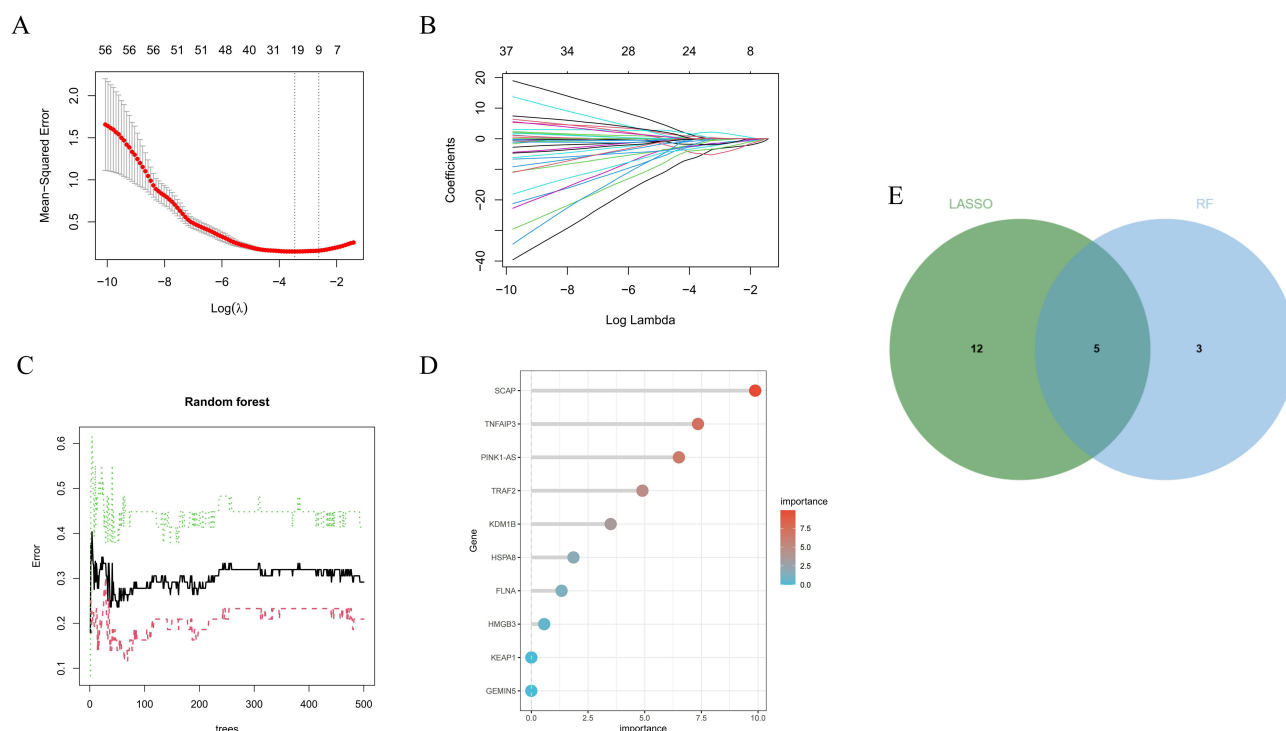 A
56 56 56 51 51 48 40 31 19 9 7
Mean−Squared Error
2.0
1.5
1.0
0.5
−10 −8 −6 −4 −2
Log(λ)
B
37 34 28 24 8
Coefficients
20
0
−20
−40
−10 −8 −6 −4 −2
Log Lambda
C
Random forest
Error
0.6
0.5
0.4
0.3
0.2
0.1
0 100 200 300 400 500
trees
D
Gene
SCAP
TNFAIP3
PINK1-AS
TRAF2
KDM1B
HSPA8
FLNA
HMGB3
KEAP1
GEMIN5
0.0 2.5 5.0 7.5 10.0
importance
importance
7.5
5.0
2.5
0.0
E
LASSO RF
12 5 3